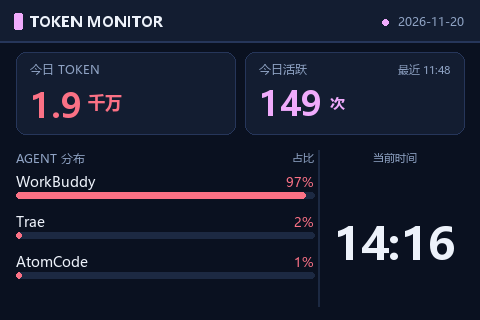 TOKEN MONITOR
2026-11-20
今日 TOKEN
1.9 千万
今日活跃
最近 11:48
149 次
AGENT 分布
占比
WorkBuddy
97%
Trae
2%
AtomCode
1%
当前时间
14:16